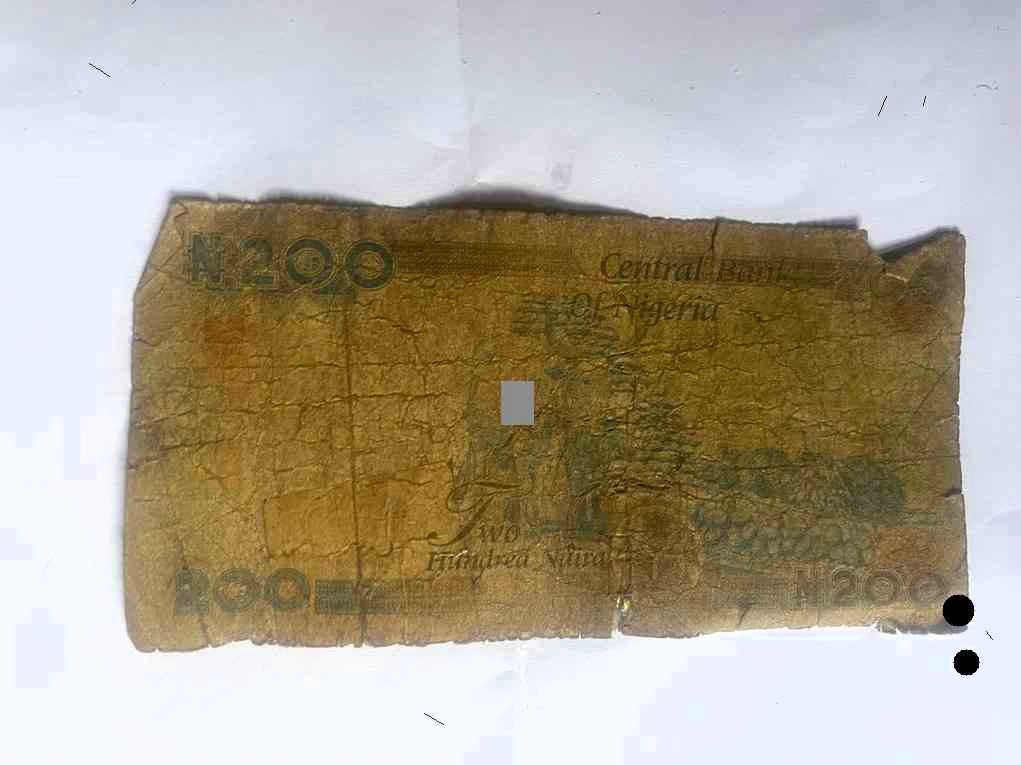 ₦200
Central Bank
Of Nigeria
Two
Hundred Naira
200
₦200